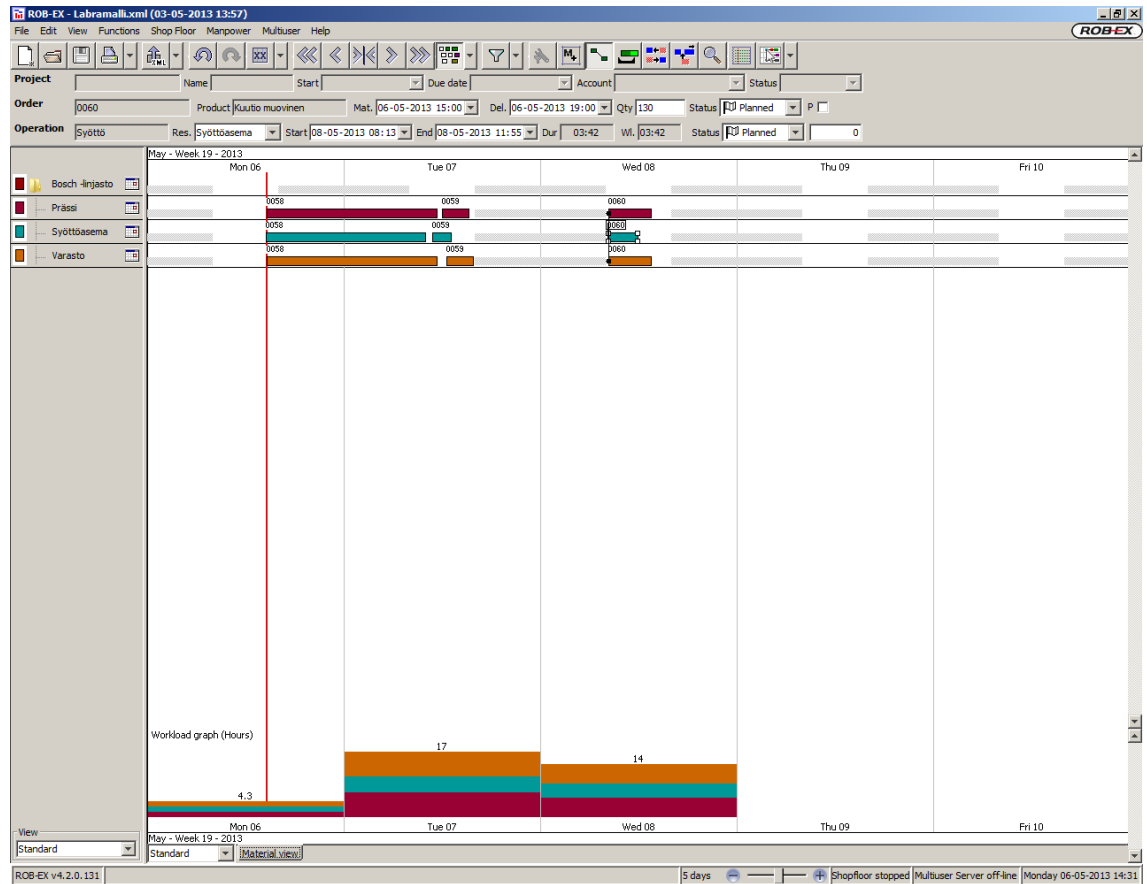 ROB-EX - Labramalli.xml (03-05-2013 13:57)
File Edit View Functions Shop Floor Manpower Multiuser Help
ROB-EX
XML XX M+
Project Name Start Due date Account Status
Order 0060 Product Kuutio muovinen Mat. 06-05-2013 15:00 Del. 06-05-2013 19:00 Qty 130 Status Planned P
Operation Syöttö Res. Syöttöasema Start 08-05-2013 08:13 End 08-05-2013 11:55 Dur 03:42 Wl. 03:42 Status Planned 0
May - Week 19 - 2013
Mon 06 Tue 07 Wed 08 Thu 09 Fri 10
Bosch -linjasto
0058 0059 0060
Prässi
0058 0059 0060
Syöttöasema
0058 0059 0060
Varasto
Workload graph (Hours)
17
14
4.3
Mon 06 Tue 07 Wed 08 Thu 09 Fri 10
View
May - Week 19 - 2013
Standard Standard Material view
ROB-EX v4.2.0.131 5 days Shopfloor stopped Multiuser Server off-line Monday 06-05-2013 14:31